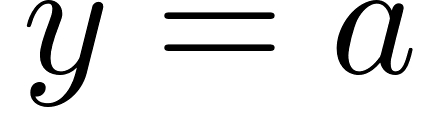 y = a